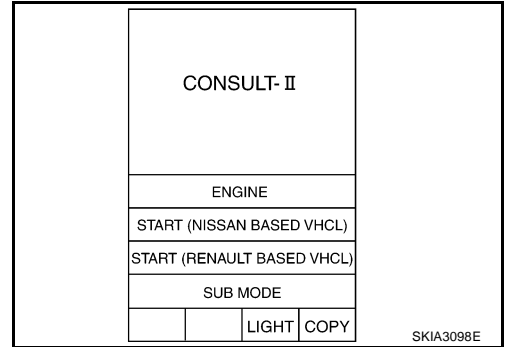 CONSULT-Ⅱ
ENGINE
START (NISSAN BASED VHCL)
START (RENAULT BASED VHCL)
SUB MODE
LIGHT COPY
SKIA3098E